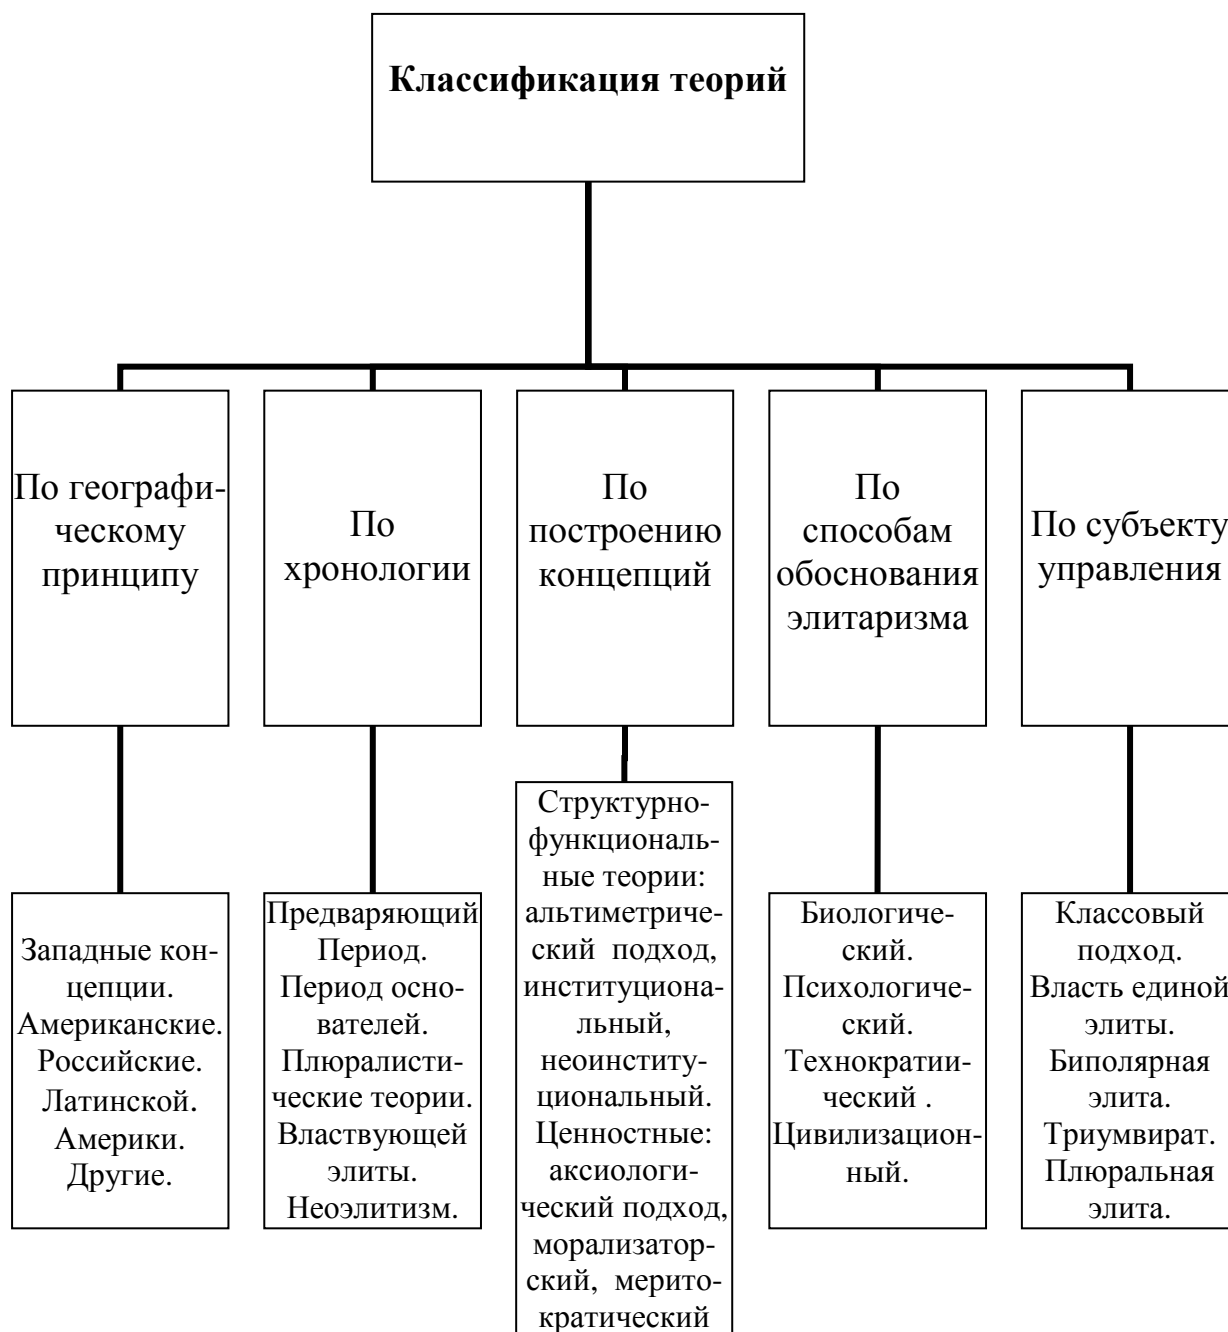 Классификация теорий
По географи-
ческому
принципу
По
хронологии
По
построению
концепций
По
способам
обоснования
элитаризма
По субъекту
управления
Западные кон-
цепции.
Американские.
Российские.
Латинской.
Америки.
Другие.
Предваряющий
Период.
Период осно-
вателей.
Плюралисти-
ческие теории.
Властвующей
элиты.
Неоэлитизм.
Структурно-
функциональ-
ные теории:
альтиметриче-
ский подход,
институциона-
льный,
неоинститу-
циональный.
Ценностные:
аксиологи-
ческий подход,
морализатор-
ский, мерито-
кратический
Биологиче-
ский.
Психологиче-
ский.
Технократии-
ческий .
Цивилизацион-
ный.
Классовый
подход.
Власть единой
элиты.
Биполярная
элита.
Триумвират.
Плюральная
элита.